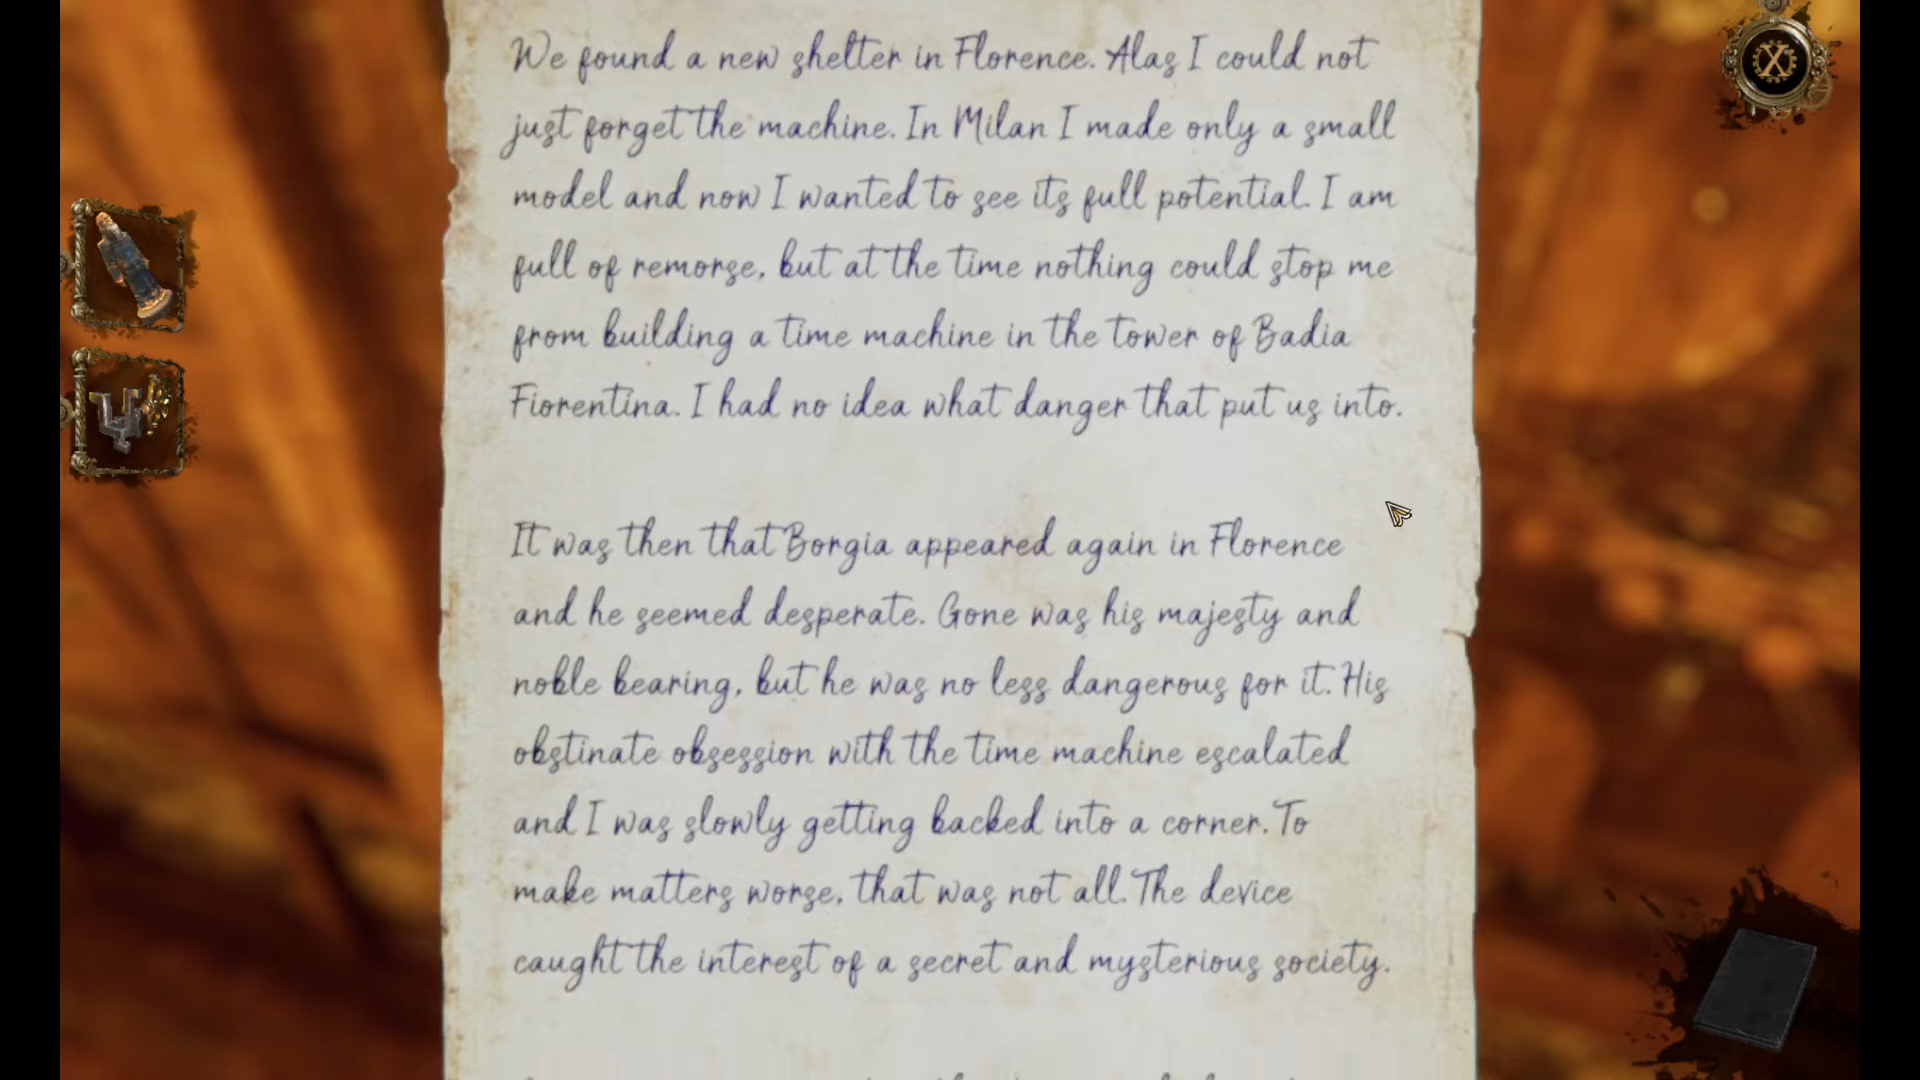 We found a new shelter in Florence. Alas I could not
just forget the machine. In Milan I made only a small
model and now I wanted to see its full potential. I am
full of remorse, but at the time nothing could stop me
from building a time machine in the tower of Badia
Fiorentina. I had no idea what danger that put us into.
It was then that Borgia appeared again in Florence
and he seemed desperate. Gone was his majesty and
noble bearing, but he was no less dangerous for it. His
obstinate obsession with the time machine escalated
and I was slowly getting backed into a corner. To
make matters worse, that was not all. The device
caught the interest of a secret and mysterious society.